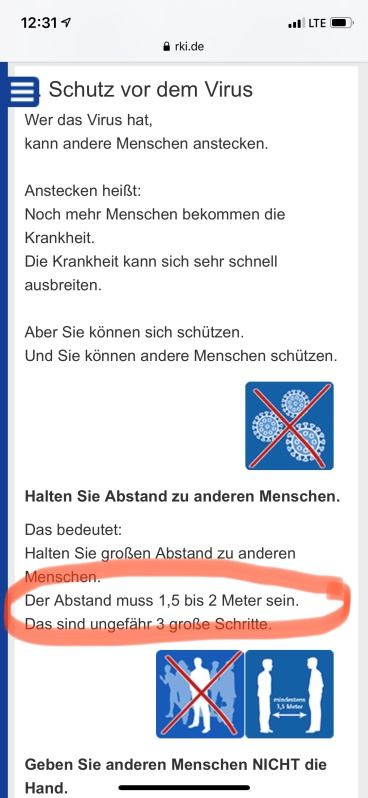 12:31
LTE
rki.de
Schutz vor dem Virus
Wer das Virus hat,
kann andere Menschen anstecken.
Anstecken heißt:
Noch mehr Menschen bekommen die
Krankheit.
Die Krankheit kann sich sehr schnell
ausbreiten.
Aber Sie können sich schützen.
Und Sie können andere Menschen schützen.
Halten Sie Abstand zu anderen Menschen.
Das bedeutet:
Halten Sie großen Abstand zu anderen
Menschen.
Der Abstand muss 1,5 bis 2 Meter sein.
Das sind ungefähr 3 große Schritte.
mindestens
1,5 Meter
Geben Sie anderen Menschen NICHT die
Hand.